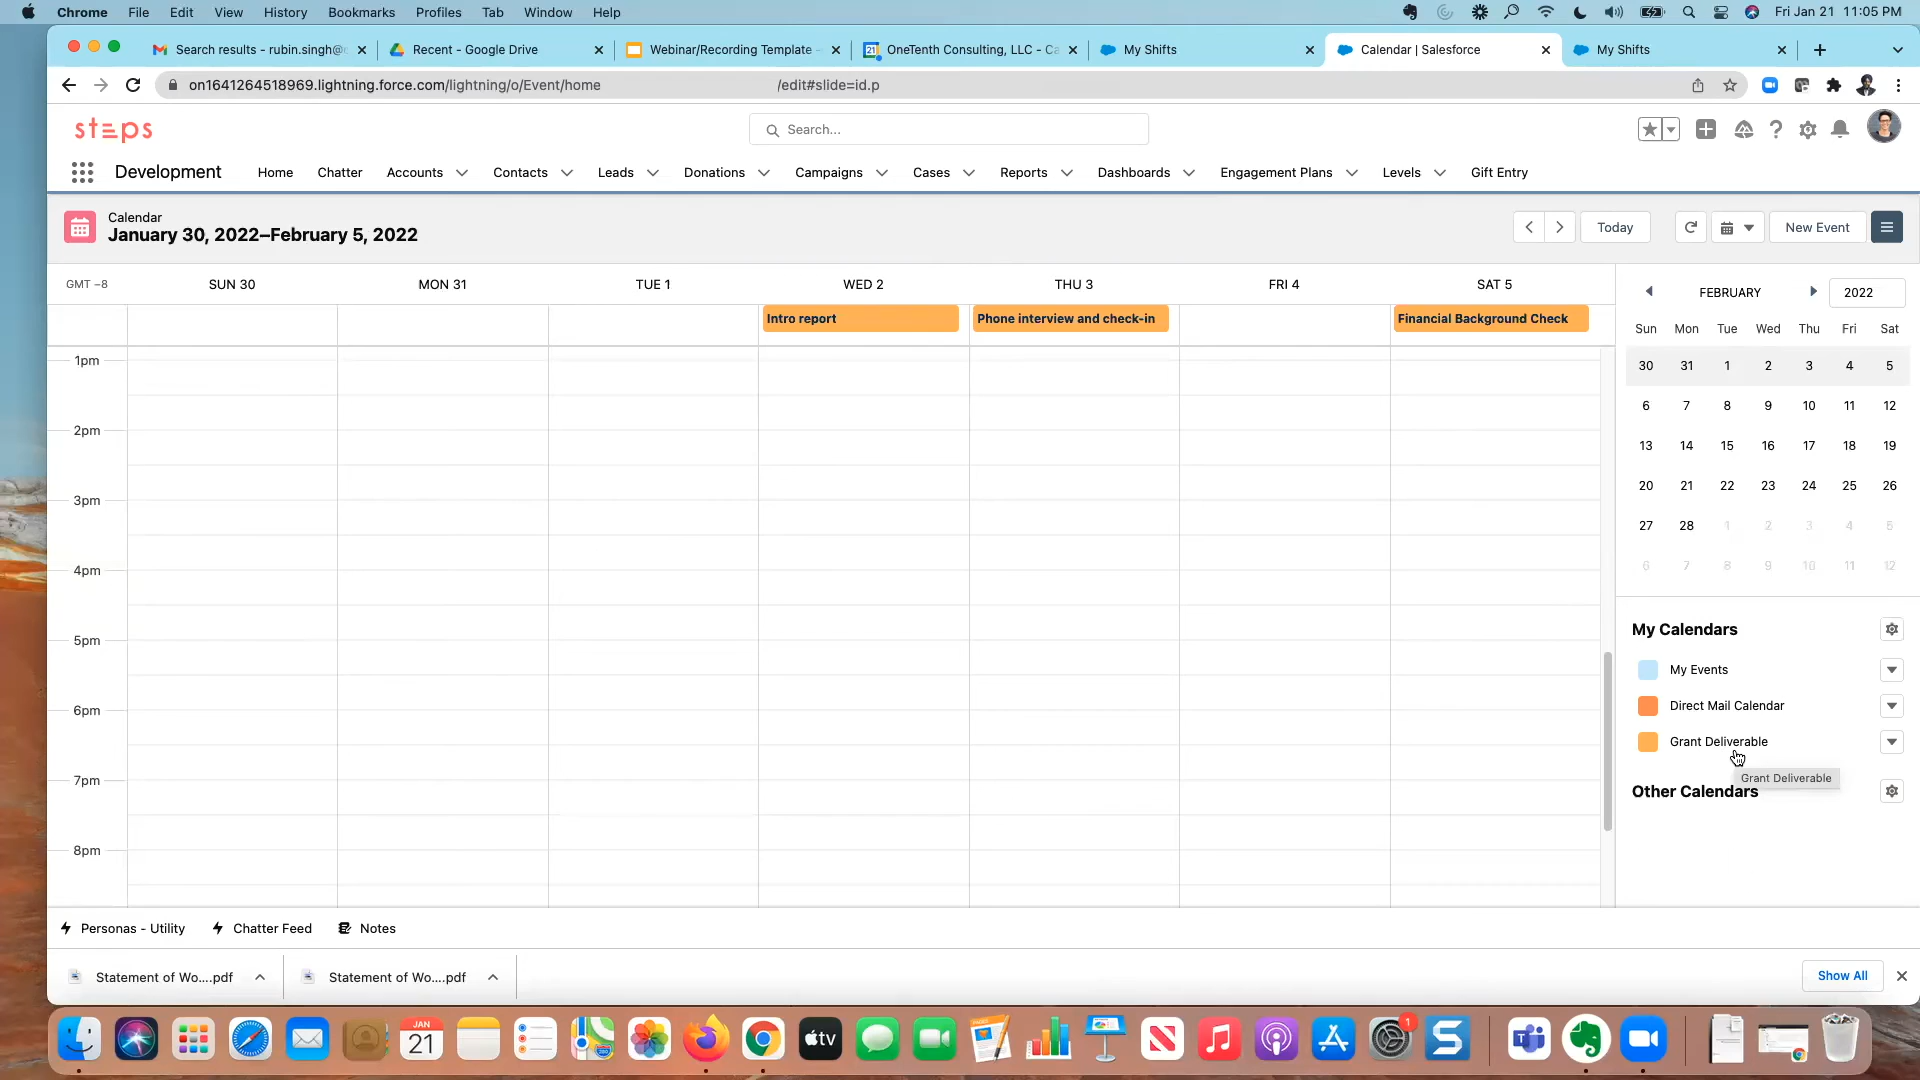 Chrome File Edit View History Bookmarks Profiles Tab Window Help Fri Jan 21 11:05 PM
Search results - rubin.singh@ Recent - Google Drive Webinar/Recording Template - OneTenth Consulting, LLC - Ca My Shifts Calendar | Salesforce My Shifts
on1641264518969.lightning.force.com/lightning/o/Event/home /edit#slide=id.p
steps Search...
Development Home Chatter Accounts Contacts Leads Donations Campaigns Cases Reports Dashboards Engagement Plans Levels Gift Entry
Calendar
January 30, 2022–February 5, 2022
Today New Event
GMT −8 SUN 30 MON 31 TUE 1 WED 2 THU 3 FRI 4 SAT 5
Intro report Phone interview and check-in Financial Background Check
1pm
2pm
3pm
4pm
5pm
6pm
7pm
8pm
FEBRUARY 2022
Sun Mon Tue Wed Thu Fri Sat
30 31 1 2 3 4 5
6 7 8 9 10 11 12
13 14 15 16 17 18 19
20 21 22 23 24 25 26
27 28 1 2 3 4 5
6 7 8 9 10 11 12
My Calendars
My Events
Direct Mail Calendar
Grant Deliverable
Grant Deliverable
Other Calendars
Personas - Utility Chatter Feed Notes
Statement of Wo....pdf Statement of Wo....pdf Show All
JAN
21
tv
1